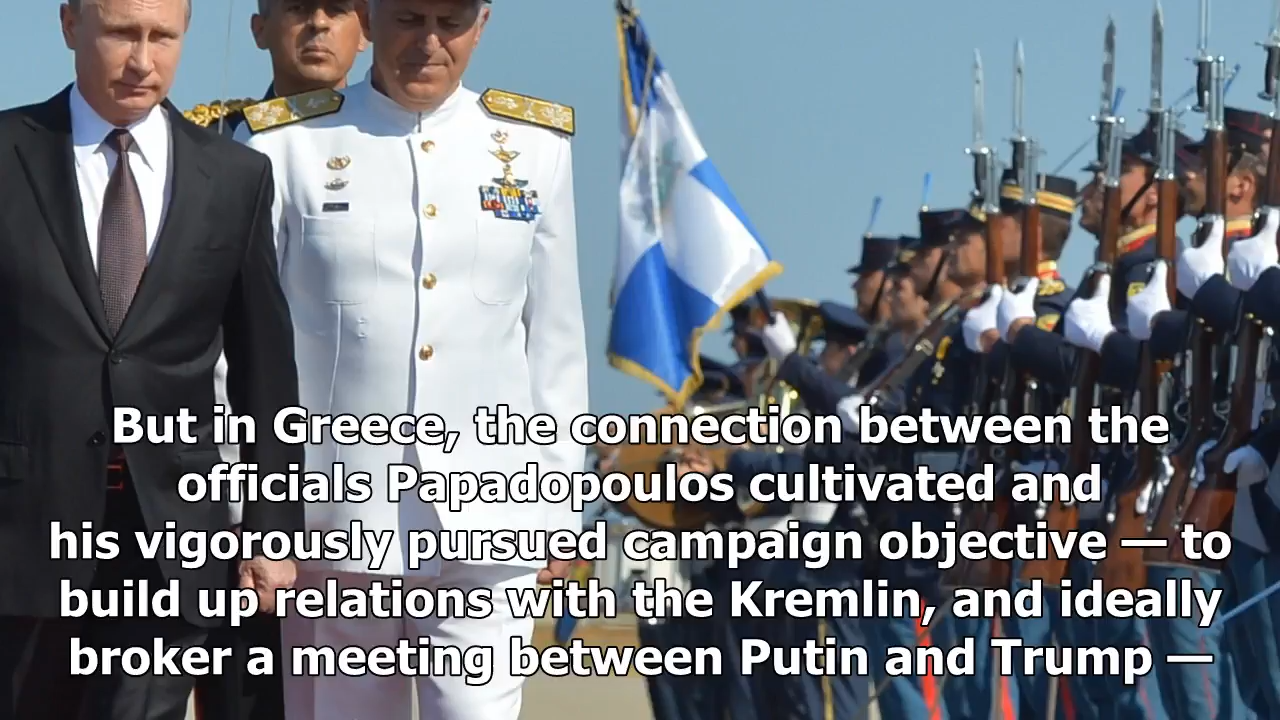 But in Greece, the connection between the
officials Papadopoulos cultivated and
his vigorously pursued campaign objective — to
build up relations with the Kremlin, and ideally
broker a meeting between Putin and Trump —